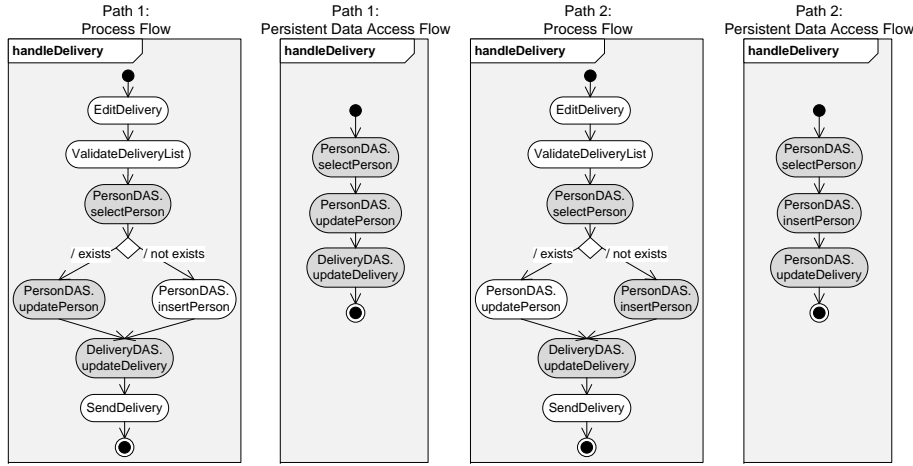 Path 1:
Process Flow
handleDelivery
EditDelivery
ValidateDeliveryList
PersonDAS.
selectPerson
/ exists
/ not exists
PersonDAS.
updatePerson
PersonDAS.
insertPerson
DeliveryDAS.
updateDelivery
SendDelivery
Path 1:
Persistent Data Access Flow
handleDelivery
PersonDAS.
selectPerson
PersonDAS.
updatePerson
DeliveryDAS.
updateDelivery
Path 2:
Process Flow
handleDelivery
EditDelivery
ValidateDeliveryList
PersonDAS.
selectPerson
/ exists
/ not exists
PersonDAS.
updatePerson
PersonDAS.
insertPerson
DeliveryDAS.
updateDelivery
SendDelivery
Path 2:
Persistent Data Access Flow
handleDelivery
PersonDAS.
selectPerson
PersonDAS.
insertPerson
PersonDAS.
updateDelivery